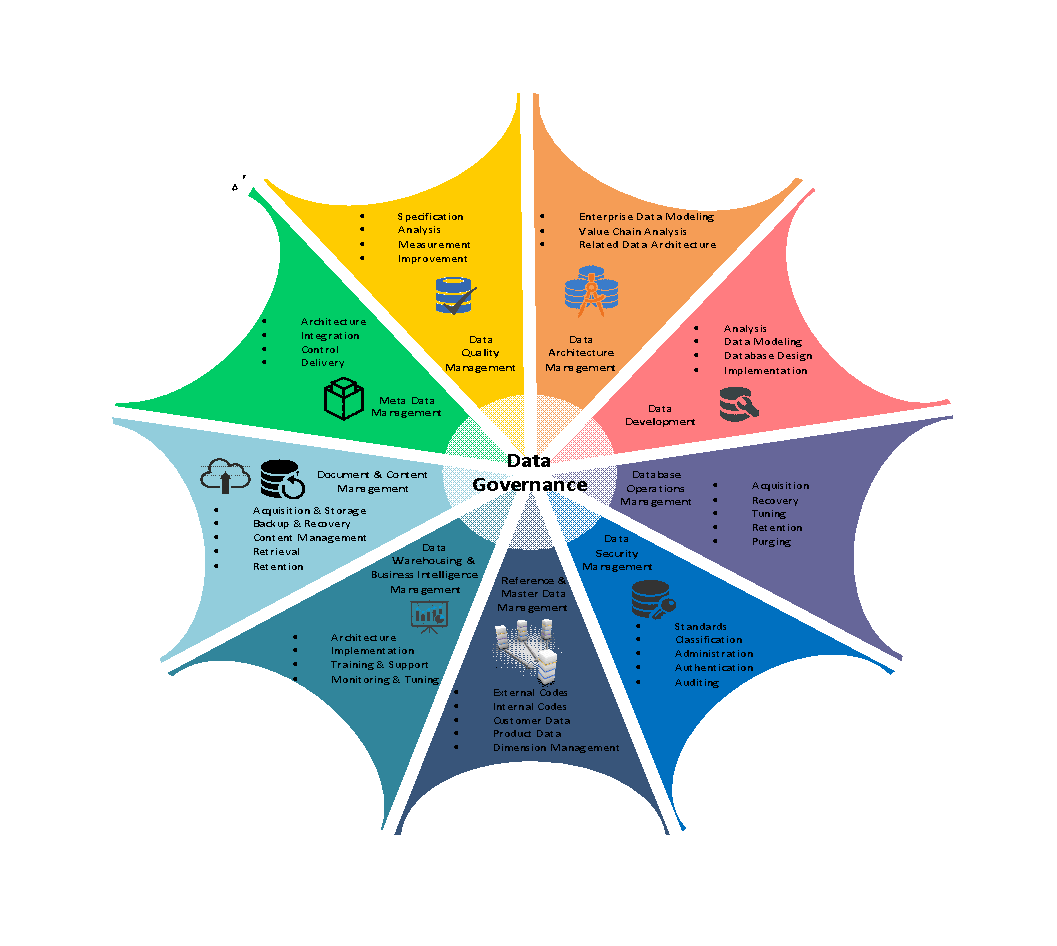 Specification
Analysis
Measurement
Improvement
Data
Quality
Management
Enterprise Data Modeling
Value Chain Analysis
Related Data Architecture
Data
Architecture
Management
Analysis
Data Modeling
Database Design
Implementation
Data
Development
Database
Operations
Management
Acquisition
Recovery
Tuning
Retention
Purging
Data
Security
Management
Standards
Classification
Administration
Authentication
Auditing
Reference &
Master Data
Management
External Codes
Internal Codes
Customer Data
Product Data
Dimension Management
Data
Warehousing &
Business Intelligence
Management
Architecture
Implementation
Training & Support
Monitoring & Tuning
Document & Content
Management
Acquisition & Storage
Backup & Recovery
Content Management
Retrieval
Retention
Architecture
Integration
Control
Delivery
Meta Data
Management
Data
Governance